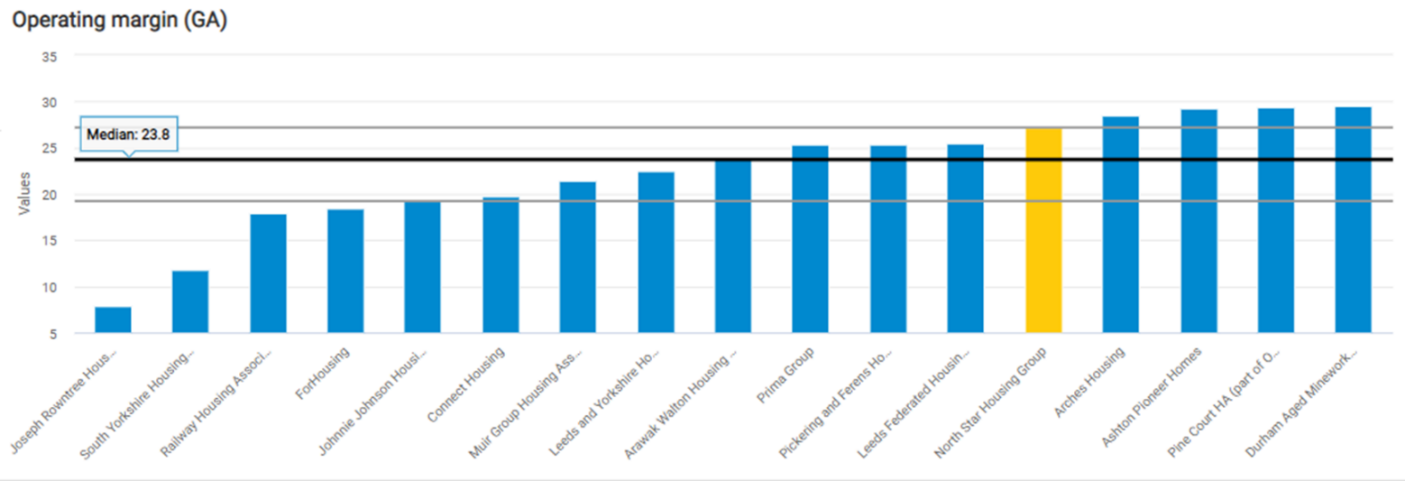 Operating margin (GA)
35
30
25
20
15
10
5
Values
Median: 23.8
Joseph Rowntree Hous...
South Yorkshire Housing...
Railway Housing Associ...
ForHousing
Johnnie Johnson Housi...
Connect Housing
Muir Group Housing Ass...
Leeds and Yorkshire Ho...
Arawak Walton Housing ...
Prima Group
Pickering and Ferens Ho...
Leeds Federated Housin...
North Star Housing Group
Arches Housing
Ashton Pioneer Homes
Pine Court HA (part of O...
Durham Aged Minework...